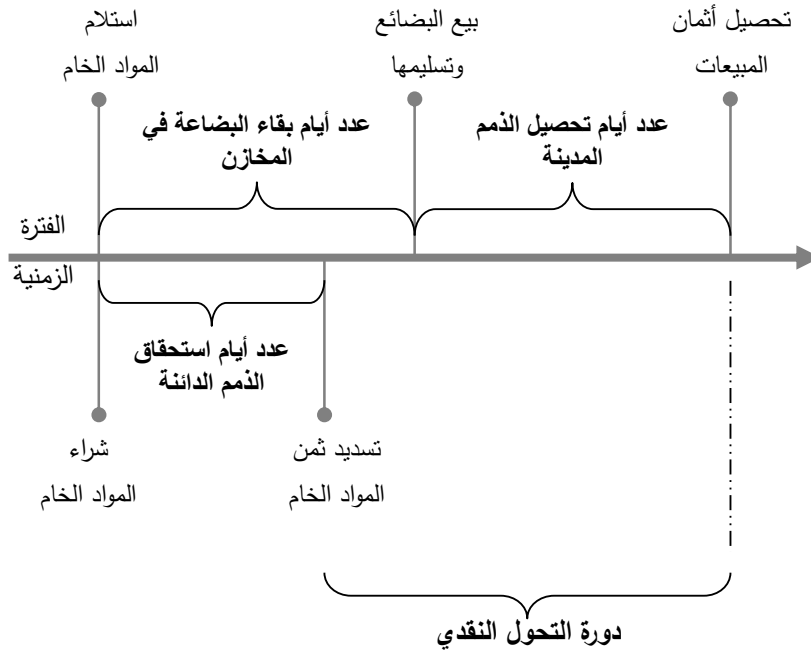 استلام
المواد الخام
بيع البضائع
وتسليمها
تحصيل أثمان
المبيعات
عدد أيام بقاء البضاعة في
المخازن
عدد أيام تحصيل الذمم
المدينة
الفترة
الزمنية
عدد أيام استحقاق
الذمم الدائنة
شراء
المواد الخام
تسديد ثمن
المواد الخام
دورة التحول النقدي